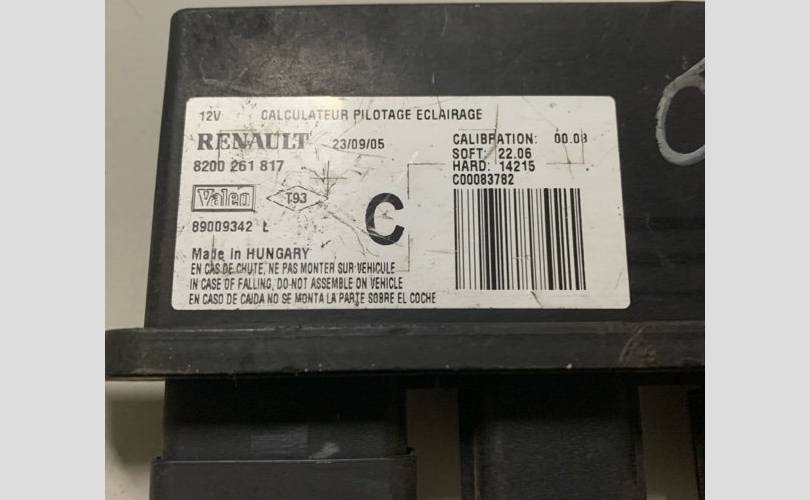 12V CALCULATEUR PILOTAGE ECLAIRAGE
RENAULT 23/09/05
8200 261 817
CALIBRATION: 00.08
SOFT: 22.06
HARD: 14215
C00083782
Valeo T93
C
89009342 L
Made in HUNGARY
EN CAS DE CHUTE, NE PAS MONTER SUR VEHICULE
IN CASE OF FALLING, DO NOT ASSEMBLE ON VEHICLE
EN CASO DE CAIDA NO SE MONTA LA PARTE SOBRE EL COCHE